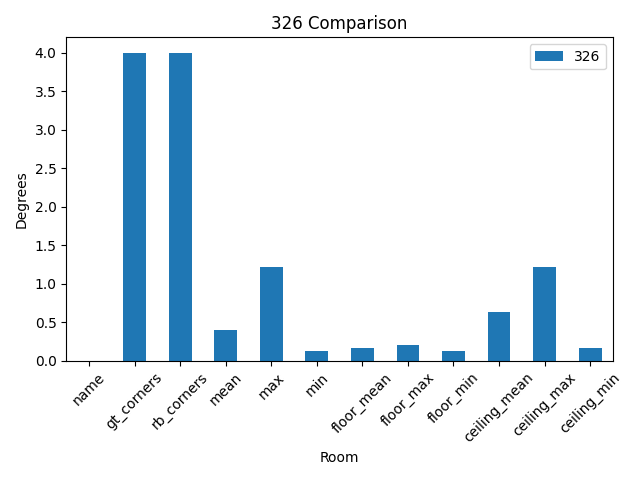 326 Comparison
326
Degrees
4.0
3.5
3.0
2.5
2.0
1.5
1.0
0.5
0.0
name
gt_corners
rb_corners
mean
max
min
floor_mean
floor_max
floor_min
ceiling_mean
ceiling_max
ceiling_min
Room